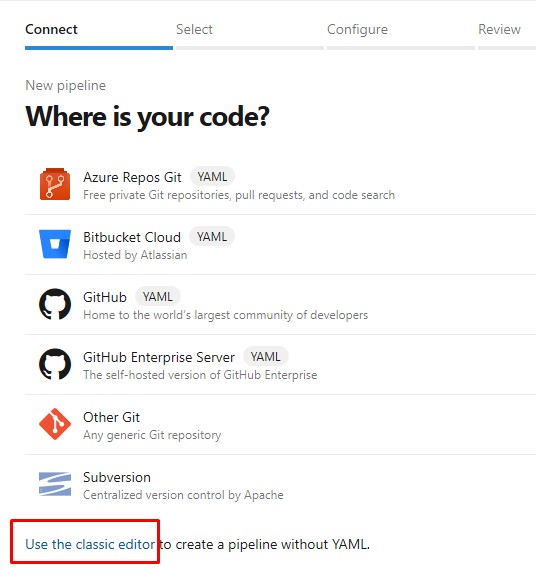 Connect
Select
Configure
Review
New pipeline
Where is your code?
Azure Repos Git YAML
Free private Git repositories, pull requests, and code search
Bitbucket Cloud YAML
Hosted by Atlassian
GitHub YAML
Home to the world's largest community of developers
GitHub Enterprise Server YAML
The self-hosted version of GitHub Enterprise
Other Git
Any generic Git repository
Subversion
Centralized version control by Apache
Use the classic editor to create a pipeline without YAML.